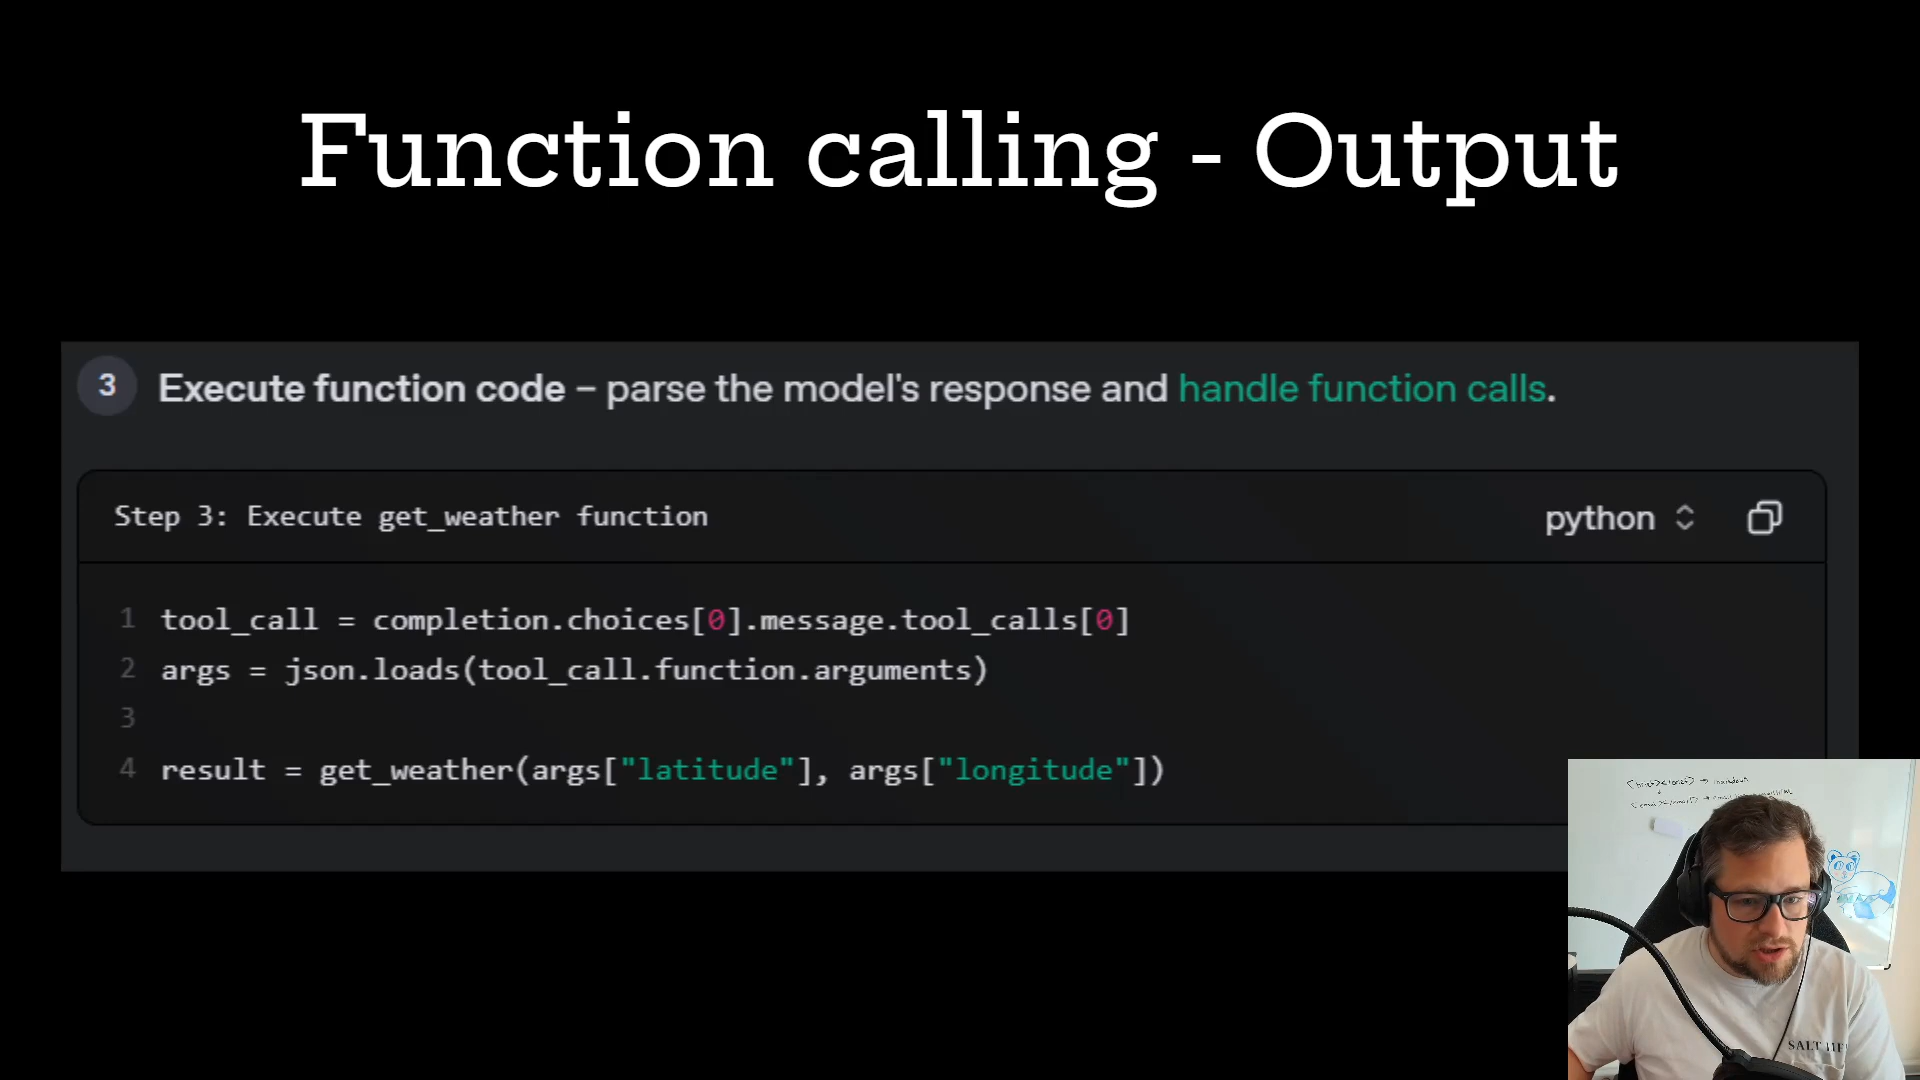 Function calling - Output
3 Execute function code – parse the model's response and handle function calls.
Step 3: Execute get_weather function
python
1 tool_call = completion.choices[0].message.tool_calls[0]
2 args = json.loads(tool_call.function.arguments)
3
4 result = get_weather(args["latitude"], args["longitude"])
SALT